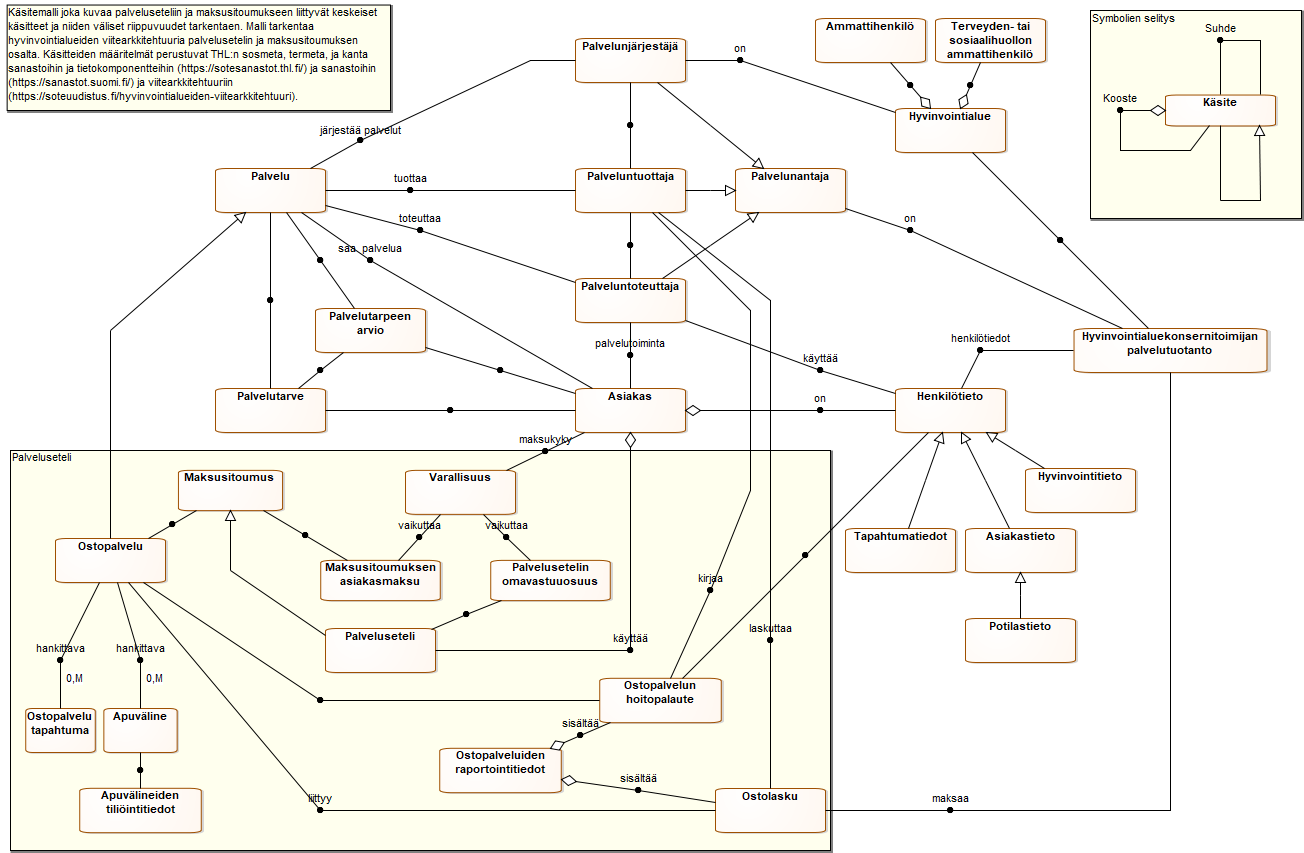 Käsitemalli joka kuvaa palveluseteliin ja maksusitoumukseen liittyvät keskeiset
käsitteet ja niiden väliset riippuvuudet tarkentaen. Malli tarkentaa
hyvinvointialueiden viitearkkitehtuuria palvelusetelin ja maksusitoumuksen
osalta. Käsitteiden määritelmät perustuvat THL:n sosmeta, termeta, ja kanta
sanastoihin ja tietokomponentteihin (https://sotesanastot.thl.fi/) ja sanastoihin
(https://sanastot.suomi.fi/) ja viitearkkitehtuuriin
(https://soteuudistus.fi/hyvinvointialueiden-viitearkkitehtuuri).
Palvelunjärjestäjä
on
Ammattihenkilö
Terveyden- tai
sosiaalihuollon
ammattihenkilö
Symbolien selitys
Suhde
Kooste
Käsite
Hyvinvointialue
järjestää palvelut
Palvelu
tuottaa
Palveluntuottaja
Palvelunantaja
toteuttaa
on
saa palvelua
Palveluntoteuttaja
Palvelutarpeen
arvio
palvelutoiminta
käyttää
henkilötiedot
Hyvinvointialuekonsernitoimijan
palvelutuotanto
Palvelutarve
Asiakas
on
Henkilötieto
maksukyky
Palveluseteli
Maksusitoumus
Varallisuus
Hyvinvointitieto
vaikuttaa
vaikuttaa
Ostopalvelu
Maksusitoumuksen
asiakasmaksu
Palvelusetelin
omavastuuosuus
Tapahtumatiedot
Asiakastieto
kirjaa
Palveluseteli
käyttää
laskuttaa
Potilastieto
hankittava
hankittava
0,M
0,M
Ostopalvelun
hoitopalaute
Ostopalvelu
tapahtuma
Apuväline
sisältää
Ostopalveluiden
raportointitiedot
sisältää
Apuvälineiden
tiliöintitiedot
liittyy
Ostolasku
maksaa